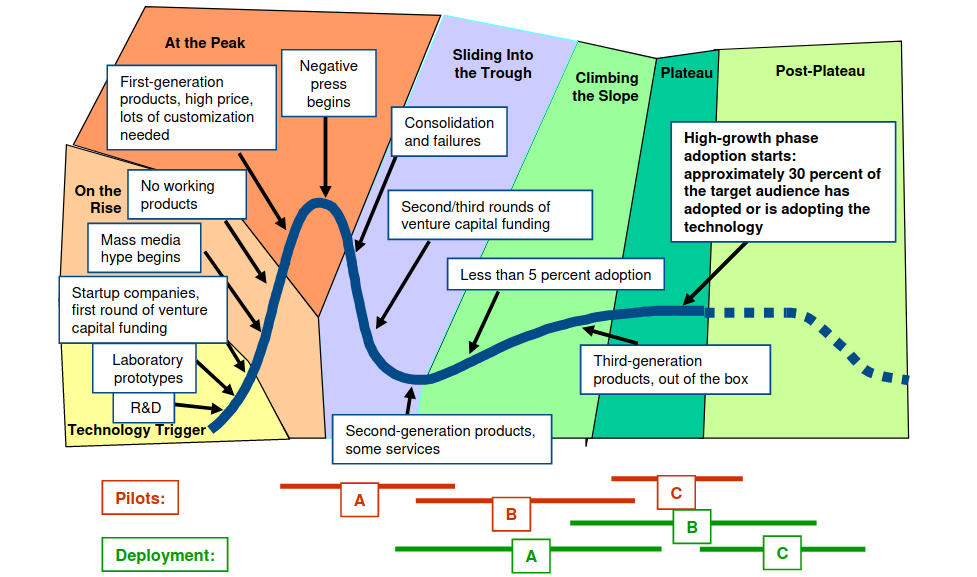 At the Peak
Sliding Into
the Trough
Climbing
the Slope
Plateau
Post-Plateau
On the
Rise
Technology Trigger
First-generation
products, high price,
lots of customization
needed
Negative
press
begins
Consolidation
and failures
High-growth phase
adoption starts:
approximately 30 percent of
the target audience has
adopted or is adopting the
technology
No working
products
Second/third rounds of
venture capital funding
Mass media
hype begins
Less than 5 percent adoption
Startup companies,
first round of venture
capital funding
Laboratory
prototypes
Third-generation
products, out of the box
R&D
Second-generation products,
some services
Pilots:
A
B
C
Deployment:
A
B
C